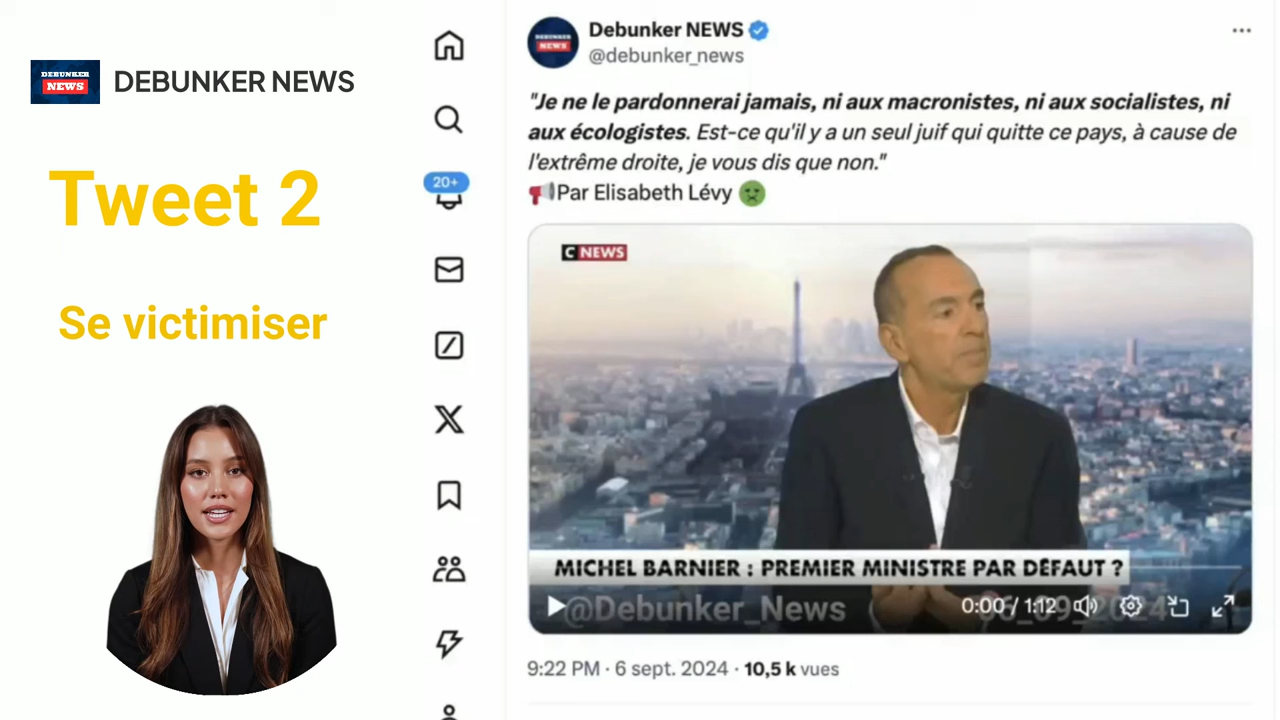 DEBUNKER NEWS
DEBUNKER NEWS
Tweet 2
Se victimiser
20+
DEBUNKER NEWS
Debunker NEWS
@debunker_news
"Je ne le pardonnerai jamais, ni aux macronistes, ni aux socialistes, ni
aux écologistes. Est-ce qu'il y a un seul juif qui quitte ce pays, à cause de
l'extrême droite, je vous dis que non."
Par Elisabeth Lévy
CNEWS
MICHEL BARNIER : PREMIER MINISTRE PAR DÉFAUT ?
@Debunker_News
0:00 / 1:12
06_09_2024
9:22 PM · 6 sept. 2024 · 10,5 k vues